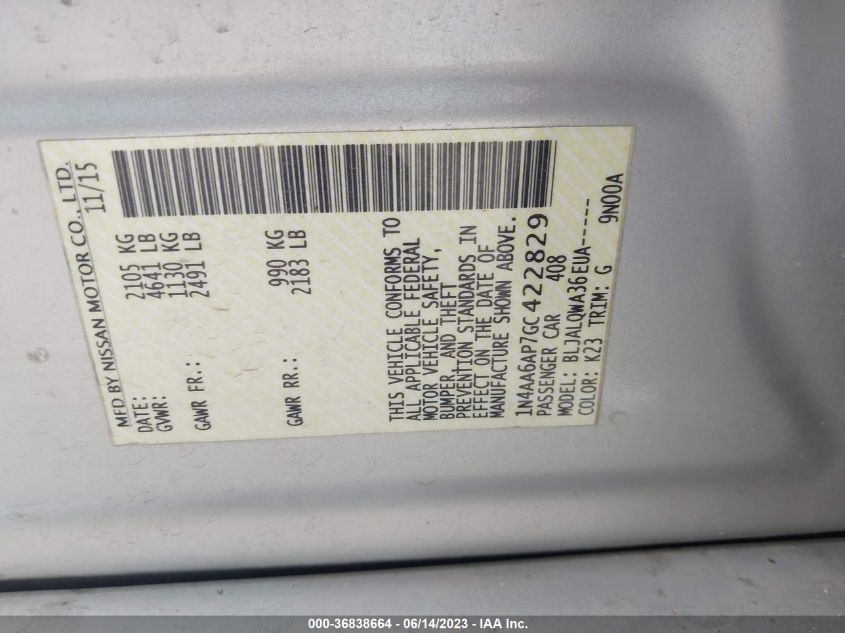 MFD BY NISSAN MOTOR CO., LTD.
DATE: 11/15
GVWR: 2105 KG
4641 LB
GAWR FR.: 1130 KG
2491 LB
GAWR RR.: 990 KG
2183 LB
THIS VEHICLE CONFORMS TO
ALL APPLICABLE FEDERAL
MOTOR VEHICLE SAFETY,
BUMPER, AND THEFT
PREVENTION STANDARDS IN
EFFECT ON THE DATE OF
MANUFACTURE SHOWN ABOVE.
1N4AA6AP7GC422829
PASSENGER CAR 408
MODEL: BLJALQWA36EUA-----
COLOR: K23 TRIM: G 9N00A
000-36838664 - 06/14/2023 - IAA Inc.